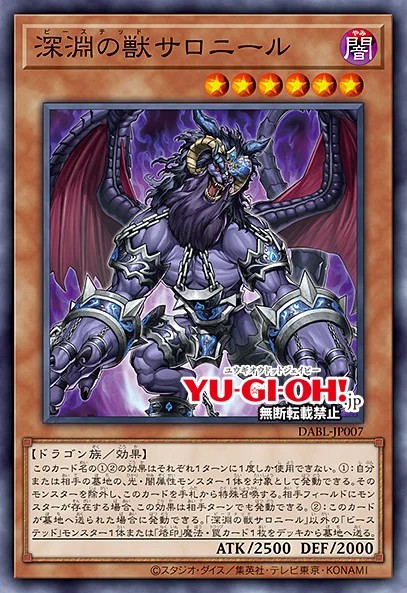 ビーステッド
深淵の獣サロニール
やみ
闇
ユウギオウドットジェイピー
YU-GI-OH!.jp
無断転載禁止
DABL-JP007
【ドラゴン族／効果】
このカード名の①②の効果はそれぞれ1ターンに1度しか使用できない。①：自分
または相手の墓地の、光・闇属性モンスター1体を対象として発動できる。そのモ
ンスターを除外し、このカードを手札から特殊召喚する。相手フィールドにモン
スターが存在する場合、この効果は相手ターンでも発動できる。②：このカード
が墓地へ送られた場合に発動できる。「深淵の獣サロニール」以外の「ビース
テッド」モンスター1体または「烙印」魔法・罠カード1枚をデッキから墓地へ送る。
ATK/2500 DEF/2000
©スタジオ・ダイス／集英社・テレビ東京・KONAMI